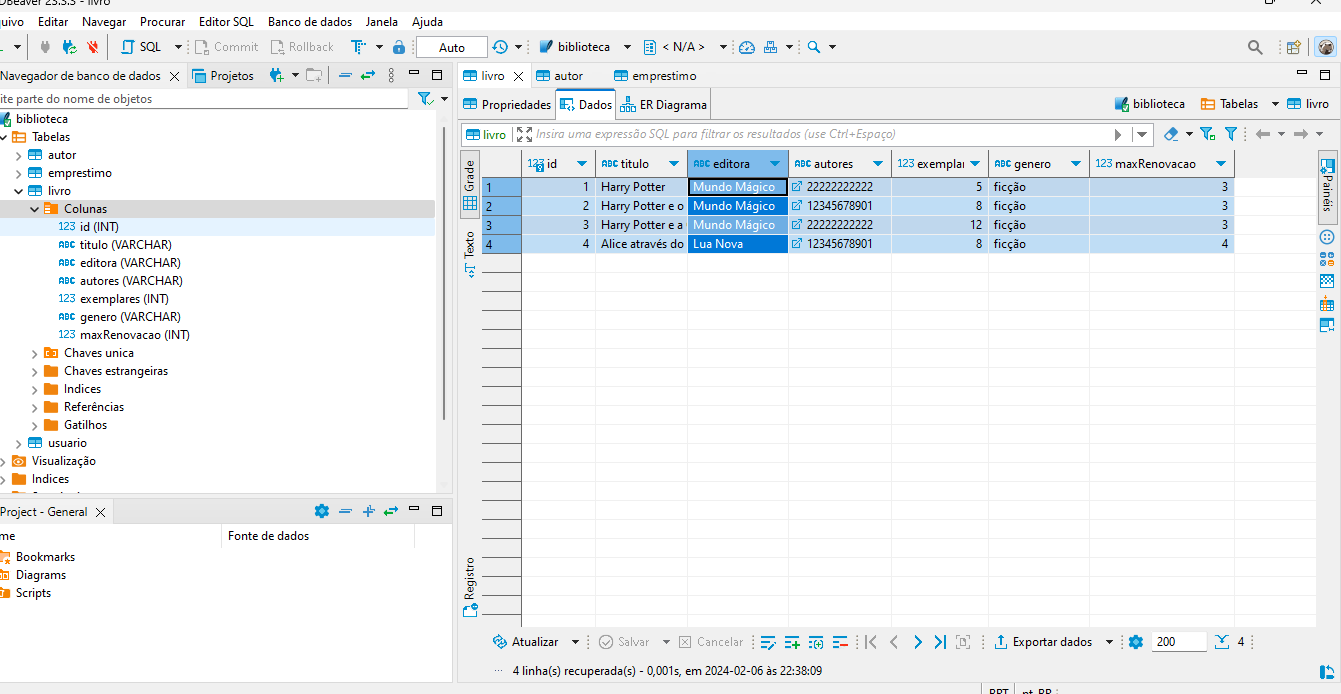 DBeaver 23.3.3 - livro
quivo Editar Navegar Procurar Editor SQL Banco de dados Janela Ajuda
SQL Commit Rollback Auto biblioteca < N/A >
Navegador de banco de dados Projetos
livro autor emprestimo
ite parte do nome de objetos
Propriedades Dados ER Diagrama biblioteca Tabelas livro
livro Insira uma expressão SQL para filtrar os resultados (use Ctrl+Espaço)
biblioteca
Tabelas
autor
emprestimo
livro
Colunas
123 id (INT)
ABC titulo (VARCHAR)
ABC editora (VARCHAR)
ABC autores (VARCHAR)
123 exemplares (INT)
ABC genero (VARCHAR)
123 maxRenovacao (INT)
Chaves unica
Chaves estrangeiras
Indices
Referências
Gatilhos
usuario
Visualização
Indices
Project - General
me Fonte de dados
Bookmarks
Diagrams
Scripts
Grade
Texto
Registro
123 id ABC titulo ABC editora ABC autores 123 exemplar ABC genero 123 maxRenovacao
1 1 Harry Potter Mundo Mágico 22222222222 5 ficção 3
2 2 Harry Potter e o Mundo Mágico 12345678901 8 ficção 3
3 3 Harry Potter e a Mundo Mágico 22222222222 12 ficção 3
4 4 Alice através do Lua Nova 12345678901 8 ficção 4
Painéis
Atualizar Salvar Cancelar Exportar dados 200 4
4 linha(s) recuperada(s) - 0,001s, em 2024-02-06 às 22:38:09
BRT pt_BR